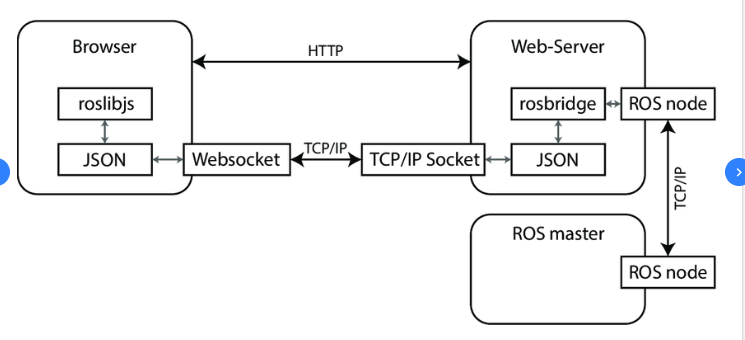 Browser
HTTP
Web-Server
roslibjs
rosbridge
ROS node
JSON
Websocket
TCP/IP
TCP/IP Socket
JSON
TCP/IP
ROS master
ROS node